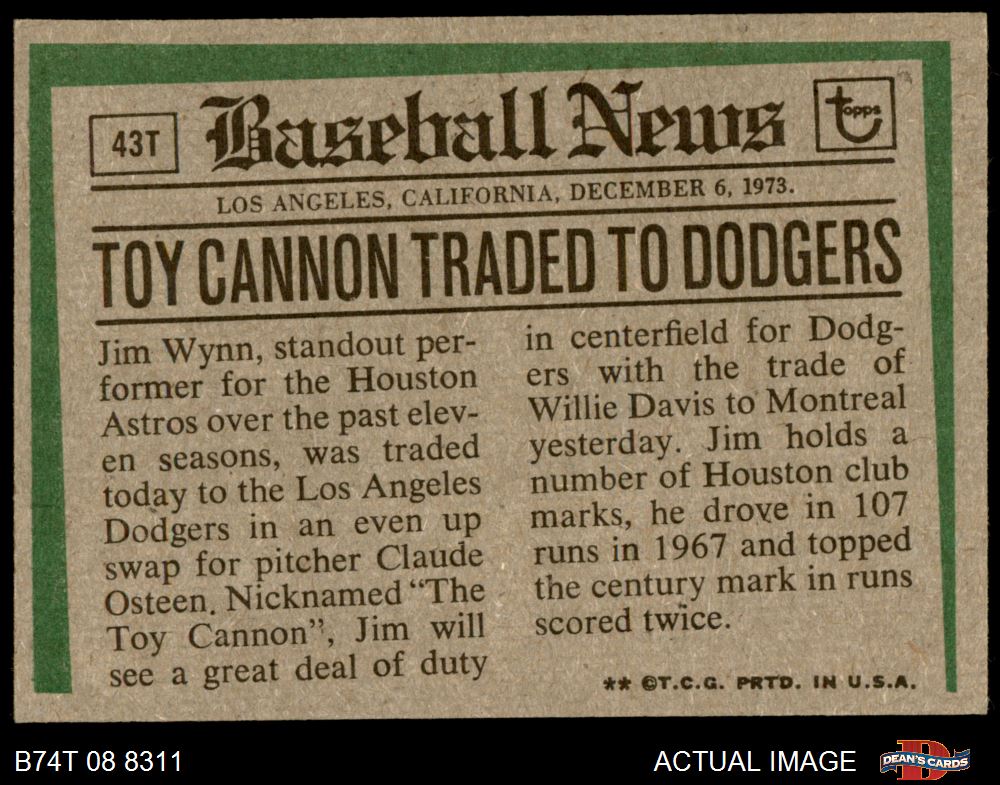 43T
Baseball News
topps
LOS ANGELES, CALIFORNIA, DECEMBER 6, 1973.
TOY CANNON TRADED TO DODGERS
Jim Wynn, standout per-
former for the Houston
Astros over the past elev-
en seasons, was traded
today to the Los Angeles
Dodgers in an even up
swap for pitcher Claude
Osteen. Nicknamed “The
Toy Cannon”, Jim will
see a great deal of duty
in centerfield for Dodg-
ers with the trade of
Willie Davis to Montreal
yesterday. Jim holds a
number of Houston club
marks, he drove in 107
runs in 1967 and topped
the century mark in runs
scored twice.
** ©T.C.G. PRTD. IN U.S.A.
B74T 08 8311
ACTUAL IMAGE
DEAN'S CARDS